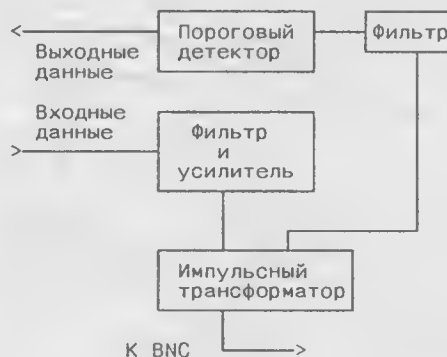 Пороговый
детектор
Фильтр
Выходные
данные
Входные
данные
Фильтр
и
усилитель
Импульсный
трансформатор
К BNC